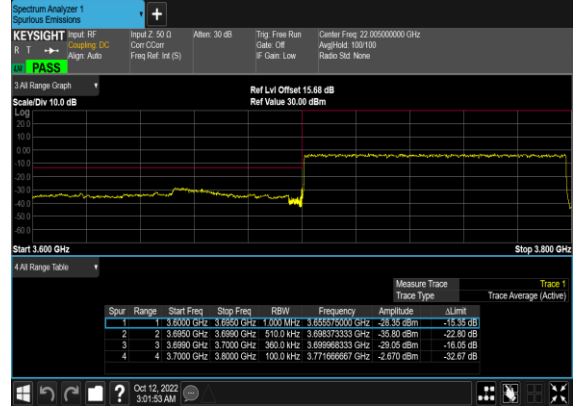 Spectrum Analyzer 1
Spurious Emissions
+
KEYSIGHT Input: RF Input Z: 50 Ω Atten: 30 dB Trig: Free Run Center Freq: 22.005000000 GHz
R T Coupling: DC Corr CCorr Gate: Off Avg|Hold: 100/100
Align: Auto Freq Ref: Int (S) IF Gain: Low Radio Std: None
PASS
3 All Range Graph
Ref Lvl Offset 15.68 dB
Scale/Div 10.0 dB Ref Value 30.00 dBm
Log
20.0
10.0
0.00
-10.0
-20.0
-30.0
-40.0
-50.0
-60.0
Start 3.600 GHz Stop 3.800 GHz
4 All Range Table
Measure Trace Trace 1
Trace Type Trace Average (Active)
Spur Range Start Freq Stop Freq RBW Frequency Amplitude ΔLimit
1 1 3.6000 GHz 3.6950 GHz 1.000 MHz 3.655575000 GHz -28.35 dBm -15.35 dB
2 2 3.6950 GHz 3.6990 GHz 510.0 kHz 3.698373333 GHz -35.80 dBm -22.80 dB
3 3 3.6990 GHz 3.7000 GHz 360.0 kHz 3.699968333 GHz -29.05 dBm -16.05 dB
4 4 3.7000 GHz 3.8000 GHz 100.0 kHz 3.771666667 GHz -2.670 dBm -32.67 dB
? Oct 12, 2022
3:01:53 AM